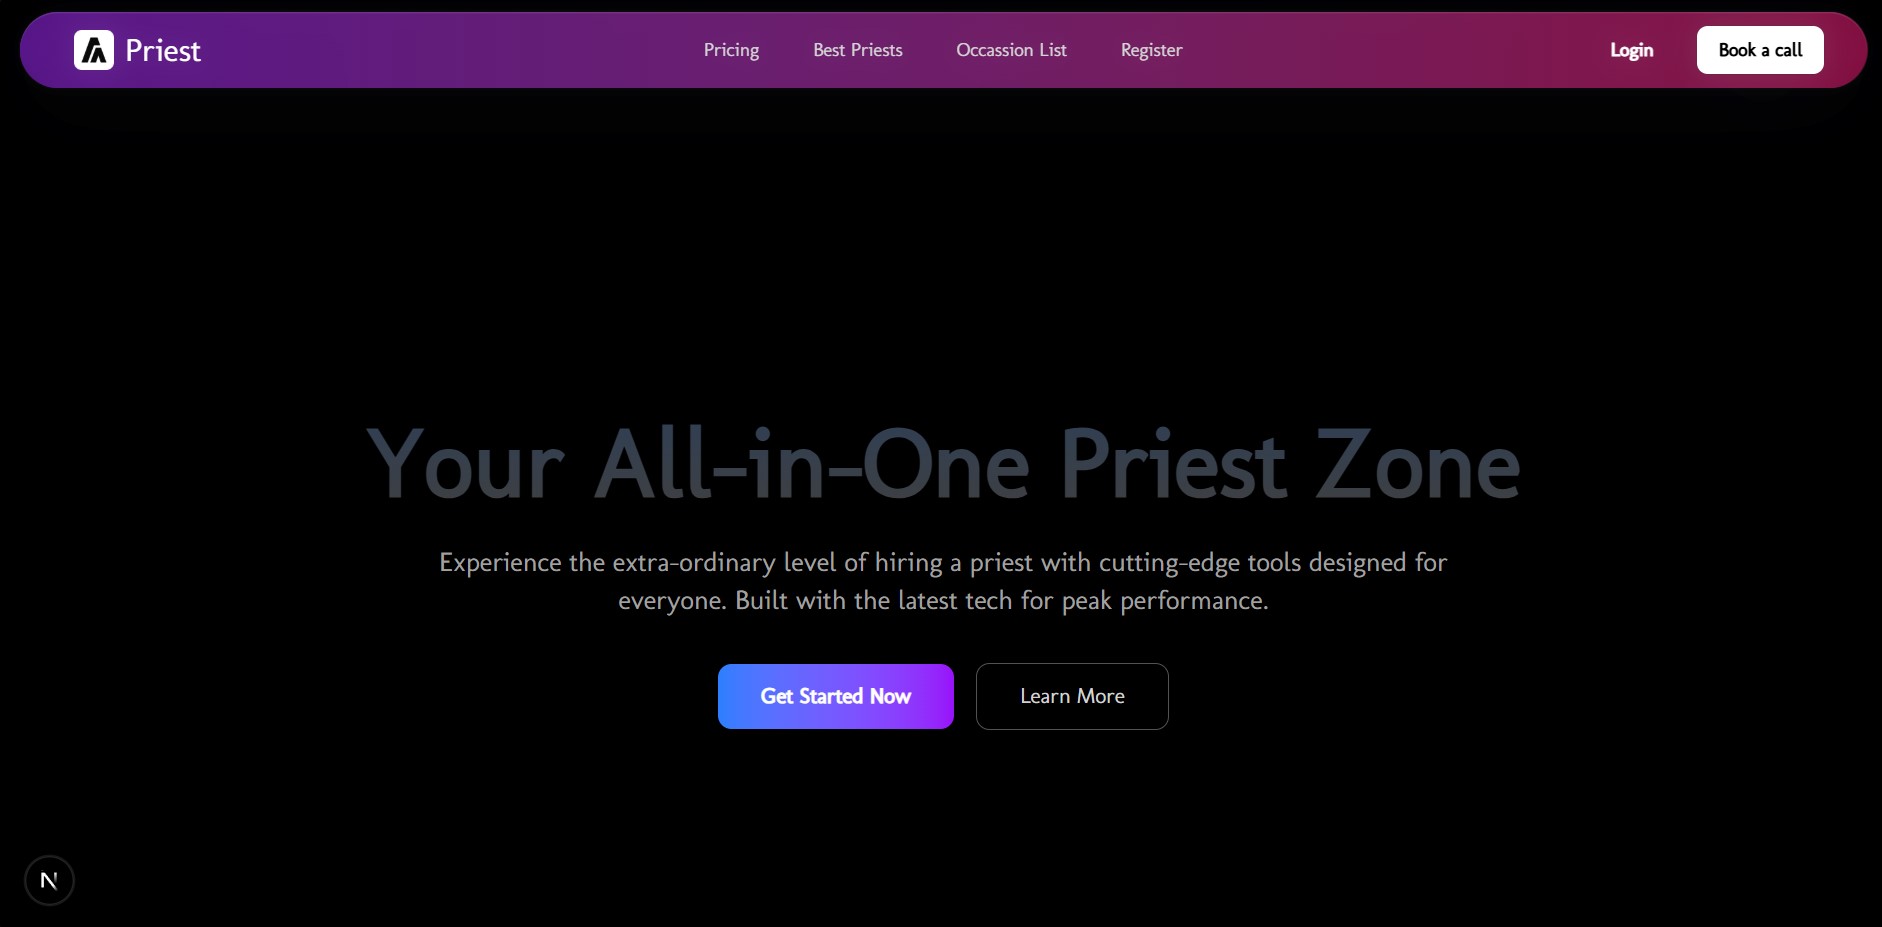 Priest
Pricing
Best Priests
Occassion List
Register
Login
Book a call
Your All-in-One Priest Zone
Experience the extra-ordinary level of hiring a priest with cutting-edge tools designed for
everyone. Built with the latest tech for peak performance.
Get Started Now
Learn More
N